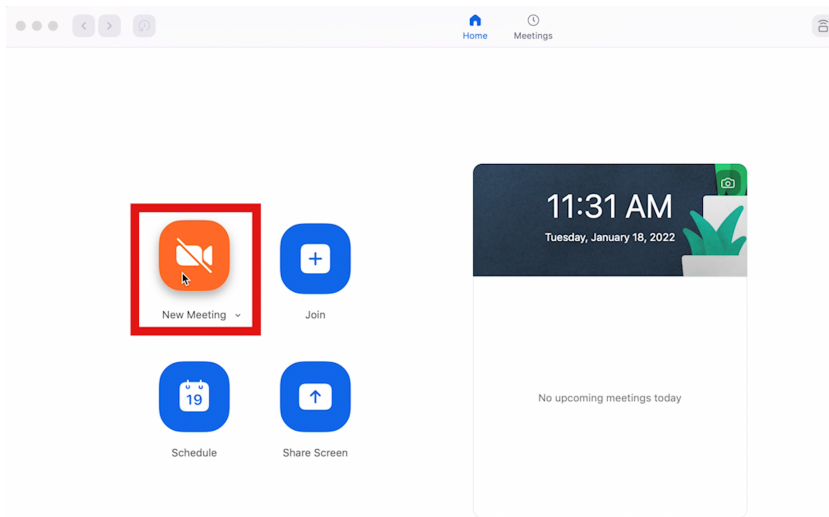 Home
Meetings
11:31 AM
Tuesday, January 18, 2022
New Meeting
Join
19
Schedule
Share Screen
No upcoming meetings today